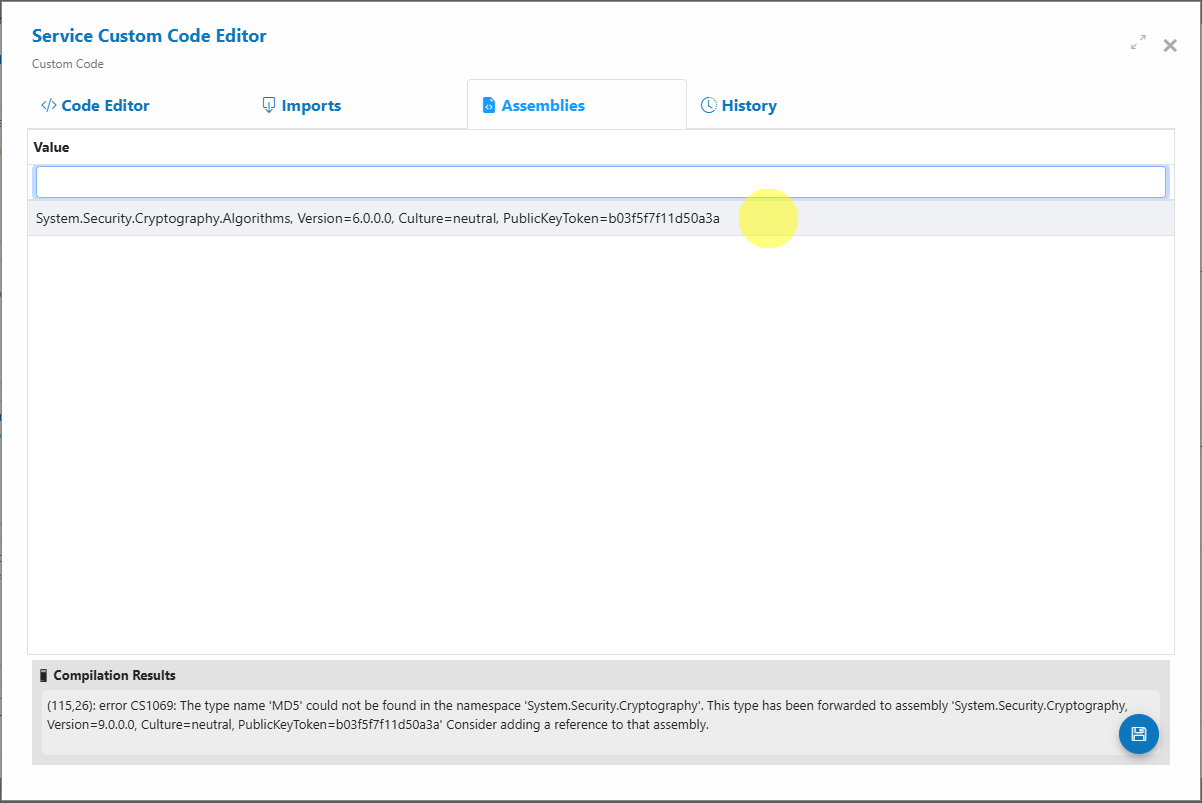 Service Custom Code Editor
Custom Code
</> Code Editor
Imports
Assemblies
History
Value
System.Security.Cryptography.Algorithms, Version=6.0.0.0, Culture=neutral, PublicKeyToken=b03f5f7f11d50a3a
Compilation Results
(115,26): error CS1069: The type name 'MD5' could not be found in the namespace 'System.Security.Cryptography'. This type has been forwarded to assembly 'System.Security.Cryptography,
Version=9.0.0.0, Culture=neutral, PublicKeyToken=b03f5f7f11d50a3a' Consider adding a reference to that assembly.